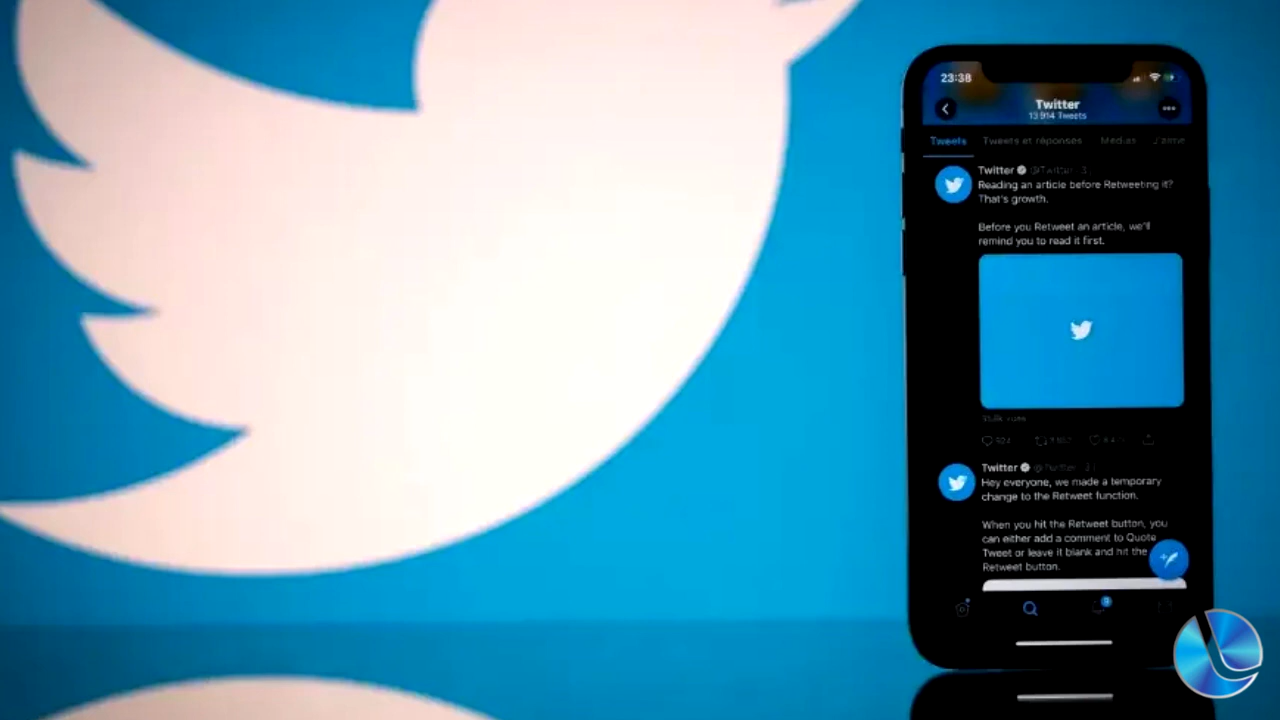 23:38
Twitter
13 914 Tweets
Tweets Tweets et réponses Médias J'aime
Twitter @Twitter
Reading an article before Retweeting it?
That's growth.
Before you Retweet an article, we'll
remind you to read it first.
Twitter @Twitter
Hey everyone, we made a temporary
change to the Retweet function.
When you hit the Retweet button, you
can either add a comment to Quote
Tweet or leave it blank and hit the
Retweet button.